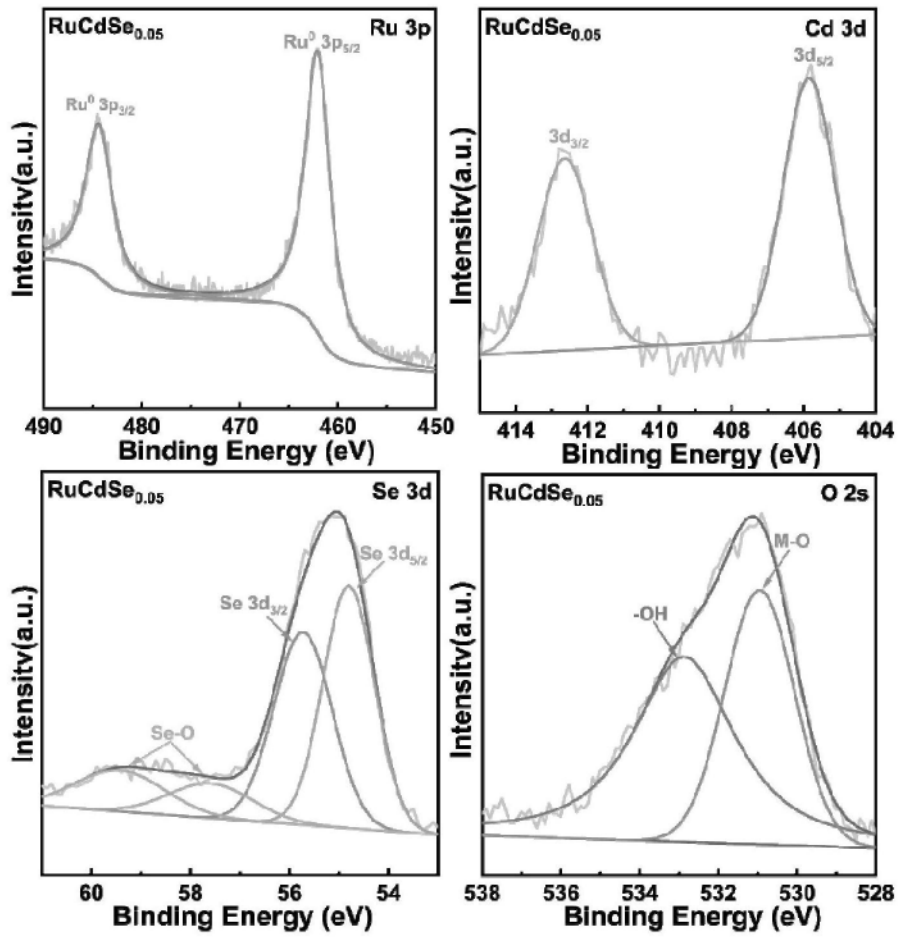 RuCdSe₀.₀₅ Ru 3p
Ru⁰ 3p₅/₂
Ru⁰ 3p₃/₂
Intensitv(a.u.)
490 480 470 460 450
Binding Energy (eV)
RuCdSe₀.₀₅ Cd 3d
3d₅/₂
3d₃/₂
Intensitv(a.u.)
414 412 410 408 406 404
Binding Energy (eV)
RuCdSe₀.₀₅ Se 3d
Se 3d₅/₂
Se 3d₃/₂
Se-O
Intensitv(a.u.)
60 58 56 54
Binding Energy (eV)
RuCdSe₀.₀₅ O 2s
M-O
-OH
Intensitv(a.u.)
538 536 534 532 530 528
Binding Energy (eV)